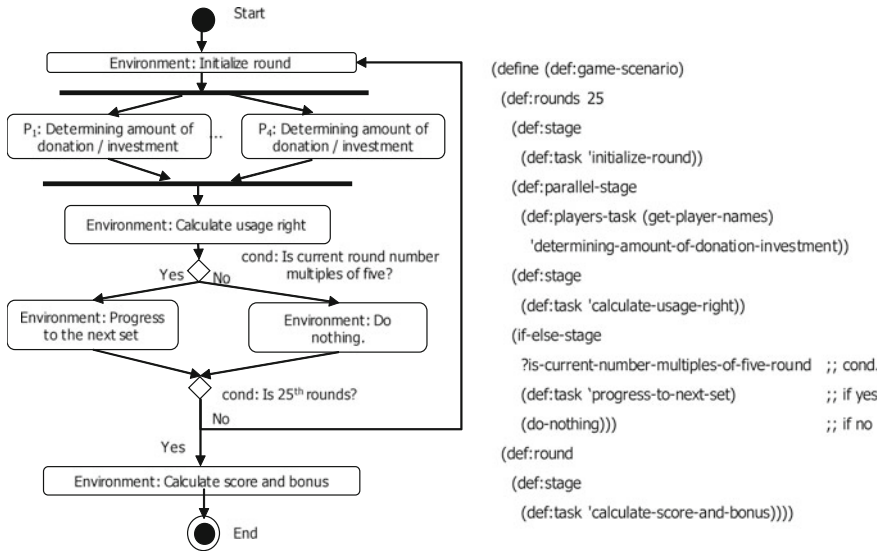 Start
Environment: Initialize round
P1: Determining amount of
donation / investment
...
P4: Determining amount of
donation / investment
Environment: Calculate usage right
cond: Is current round number
multiples of five?
Yes
No
Environment: Progress
to the next set
Environment: Do
nothing.
cond: Is 25th rounds?
No
Yes
Environment: Calculate score and bonus
End
(define (def:game-scenario)
(def:rounds 25
(def:stage
(def:task 'initialize-round))
(def:parallel-stage
(def:players-task (get-player-names)
'determining-amount-of-donation-investment))
(def:stage
(def:task 'calculate-usage-right))
(if-else-stage
?is-current-number-multiples-of-five-round ;; cond.
(def:task ‘progress-to-next-set) ;; if yes
(do-nothing))) ;; if no
(def:round
(def:stage
(def:task 'calculate-score-and-bonus))))